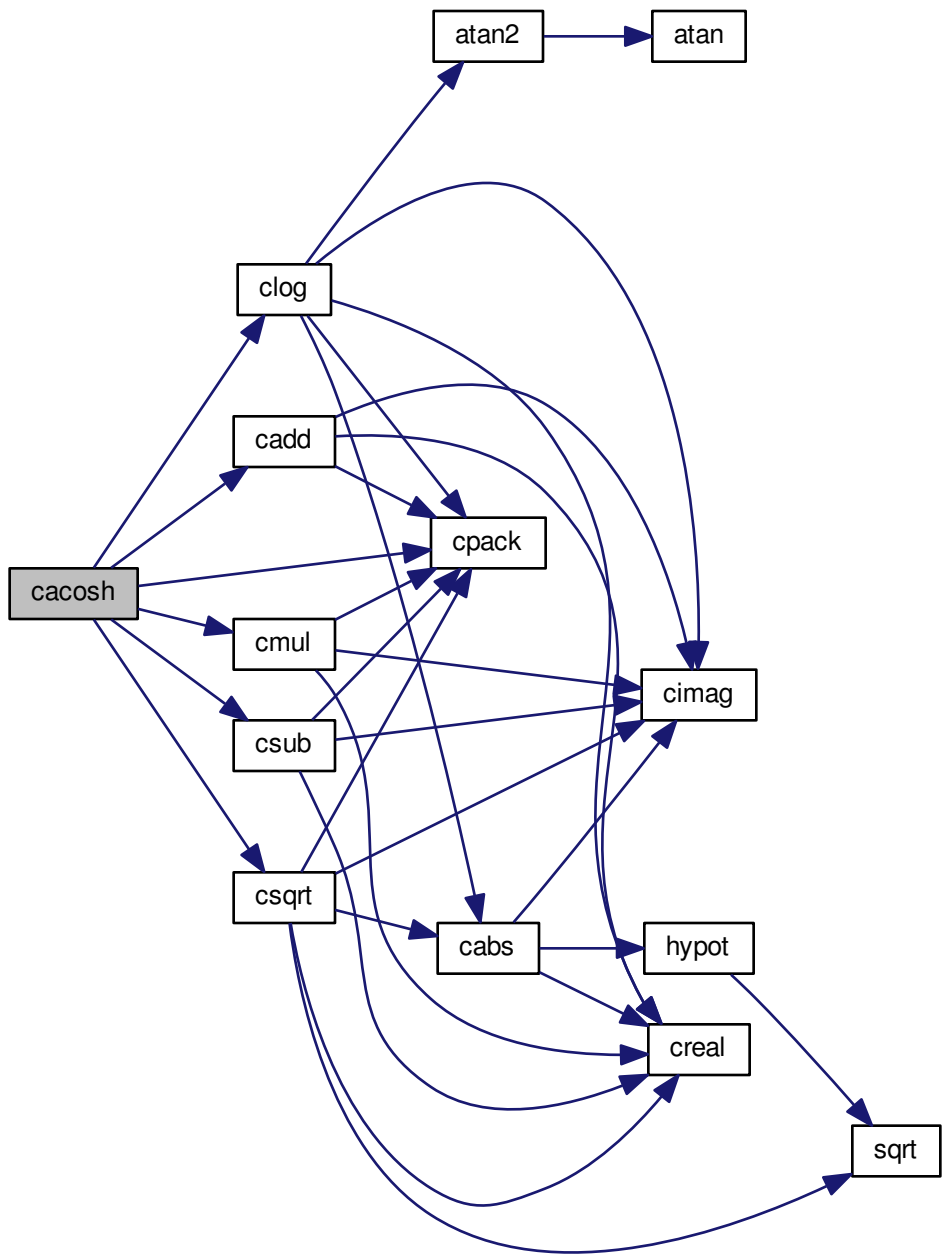 atan2
atan
clog
cadd
cpack
cacosh
cmul
cimag
csub
csqrt
cabs
hypot
creal
sqrt